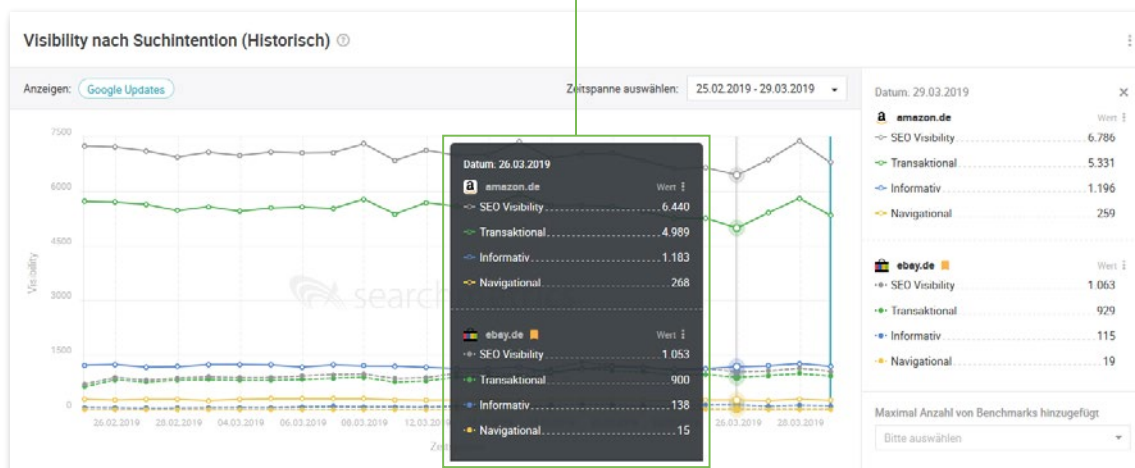 Visibility nach Suchintention (Historisch)
Anzeigen: Google Updates
Zeitspanne auswählen: 25.02.2019 - 29.03.2019
7500
6000
4500
3000
1500
0
Visibility
26.02.2019 28.02.2019 04.03.2019 06.03.2019 08.03.2019 12.03.20 26.03.2019 28.03.2019
search
Datum: 26.03.2019
amazon.de Wert
SEO Visibility 6.440
Transaktional 4.989
Informativ 1.183
Navigational 268
ebay.de Wert
SEO Visibility 1.053
Transaktional 900
Informativ 138
Navigational 15
Datum: 29.03.2019
amazon.de Wert
SEO Visibility 6.786
Transaktional 5.331
Informativ 1.196
Navigational 259
ebay.de Wert
SEO Visibility 1.063
Transaktional 929
Informativ 115
Navigational 19
Maximal Anzahl von Benchmarks hinzugefügt
Bitte auswählen